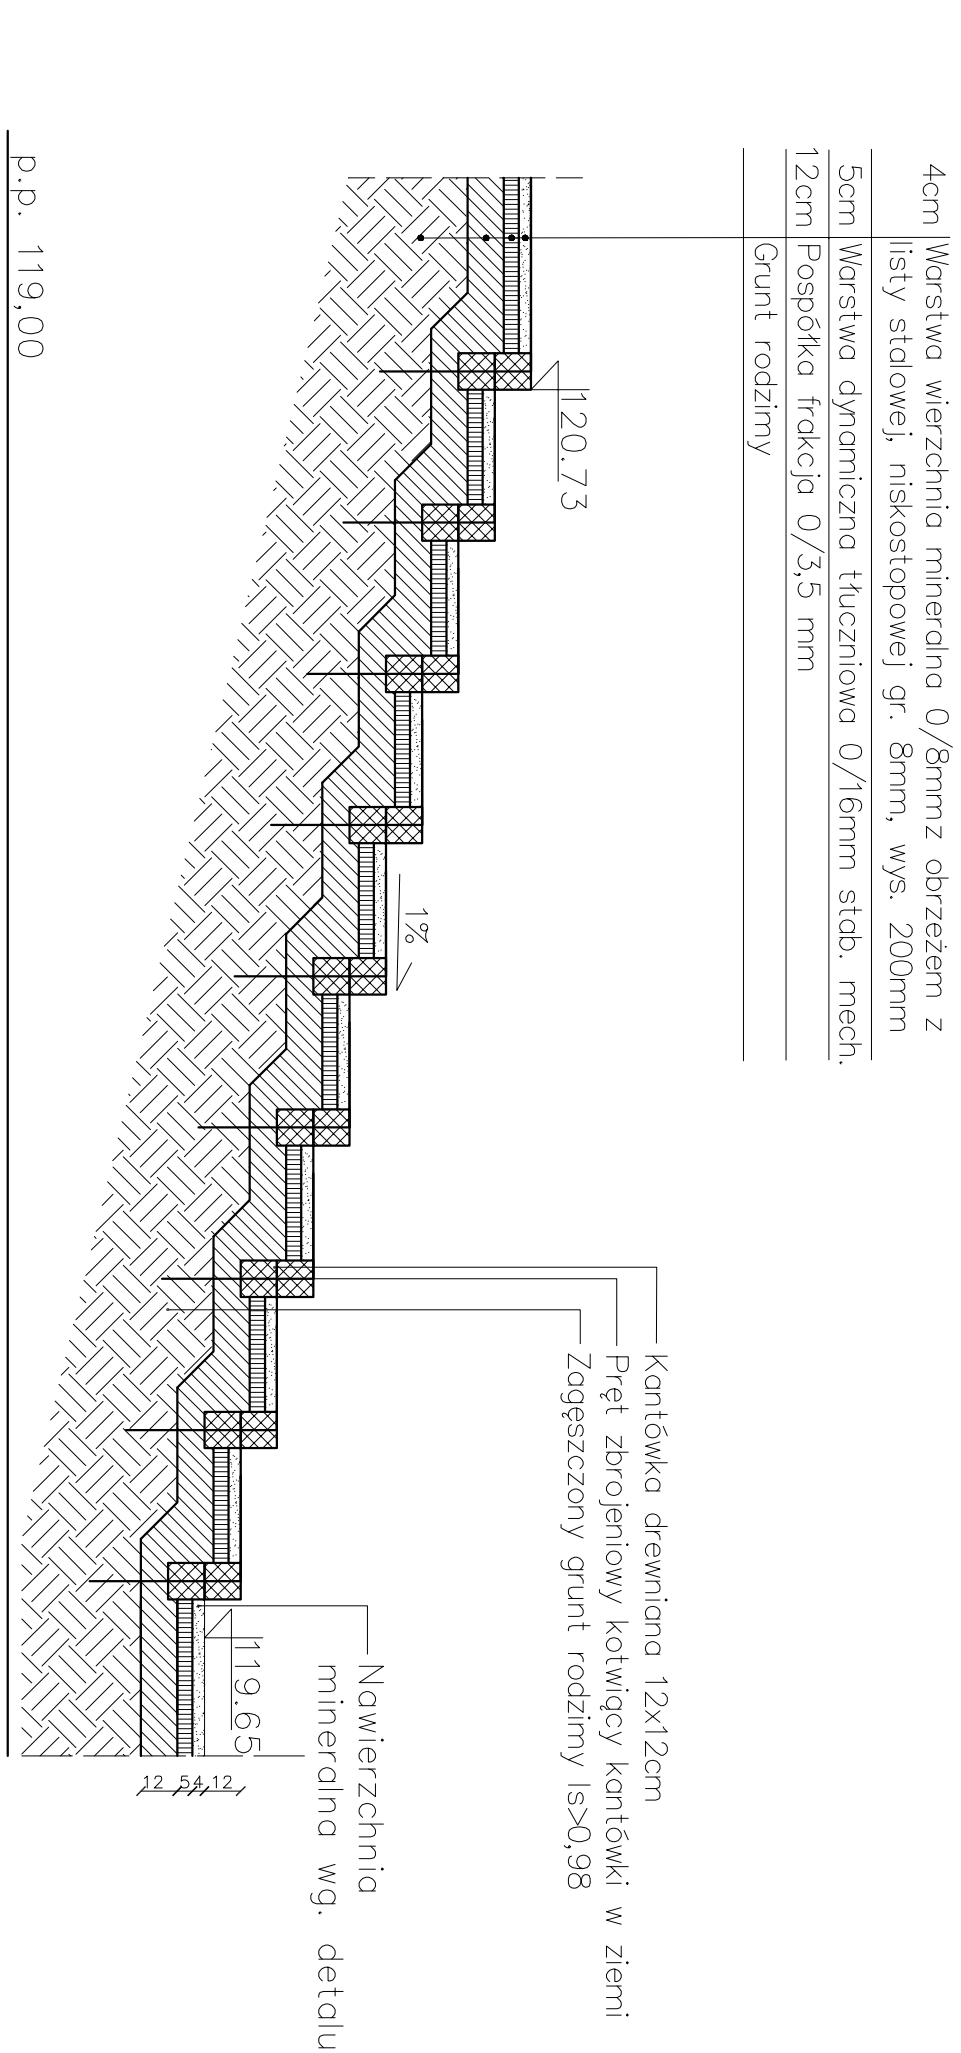 4cm Warstwa wierzchnia mineralna 0/8mmz obrzeżem z
listy stalowej, niskostopowej gr. 8mm, wys. 200mm
5cm Warstwa dynamiczna tłuczniowa 0/16mm stab. mech.
12cm Pospółka frakcja 0/3,5 mm
Grunt rodzimy
120.73
1%
Kantówka drewniana 12x12cm
Pręt zbrojeniowy kotwiący kantówki w ziemi
Zagęszczony grunt rodzimy Is>0,98
Nawierzchnia
mineralna wg. detalu
119.65
12
4
5
12
p.p. 119,00